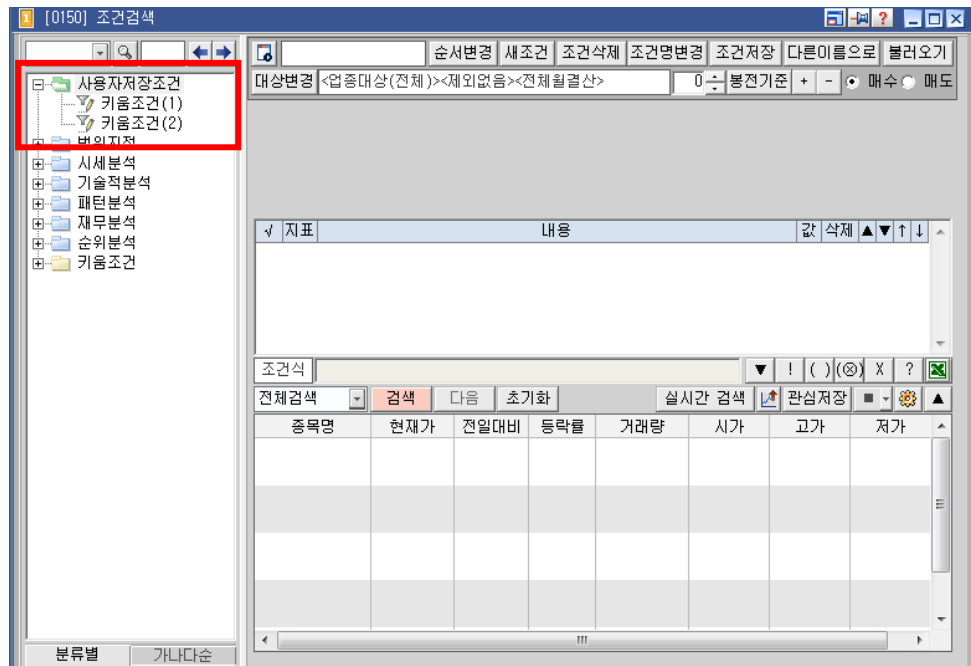 [0150] 조건검색
순서변경 새조건 조건삭제 조건명변경 조건저장 다른이름으로 불러오기
대상변경 <업종대상(전체)><제외없음><전체월결산> 0 봉전기준 + - 매수 매도
사용자저장조건
키움조건(1)
키움조건(2)
범위지정
시세분석
기술적분석
패턴분석
재무분석
순위분석
키움조건
√ 지표 내용 값 삭제 ▲ ▼ ↑ ↓
조건식 ▼ ! ( ) (⊗) X ?
전체검색 검색 다음 초기화 실시간 검색 관심저장 ■ ▲
종목명 현재가 전일대비 등락률 거래량 시가 고가 저가
분류별 가나다순